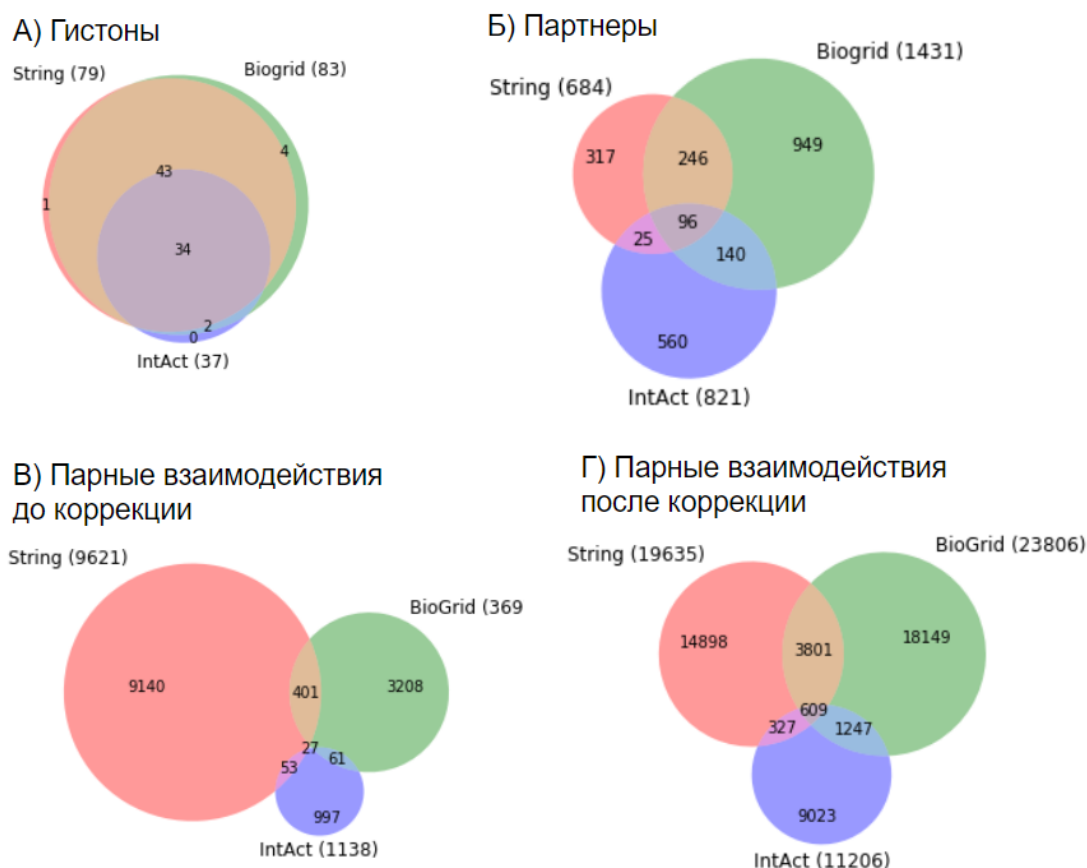 А) Гистоны
String (79)
Biogrid (83)
4
43
1
34
2
0
IntAct (37)
Б) Партнеры
Biogrid (1431)
String (684)
317
246
949
96
25
140
560
IntAct (821)
В) Парные взаимодействия
до коррекции
String (9621)
BioGrid (369
9140
401
3208
27
53
61
997
IntAct (1138)
Г) Парные взаимодействия
после коррекции
BioGrid (23806)
String (19635)
14898
3801
18149
609
327
1247
9023
IntAct (11206)